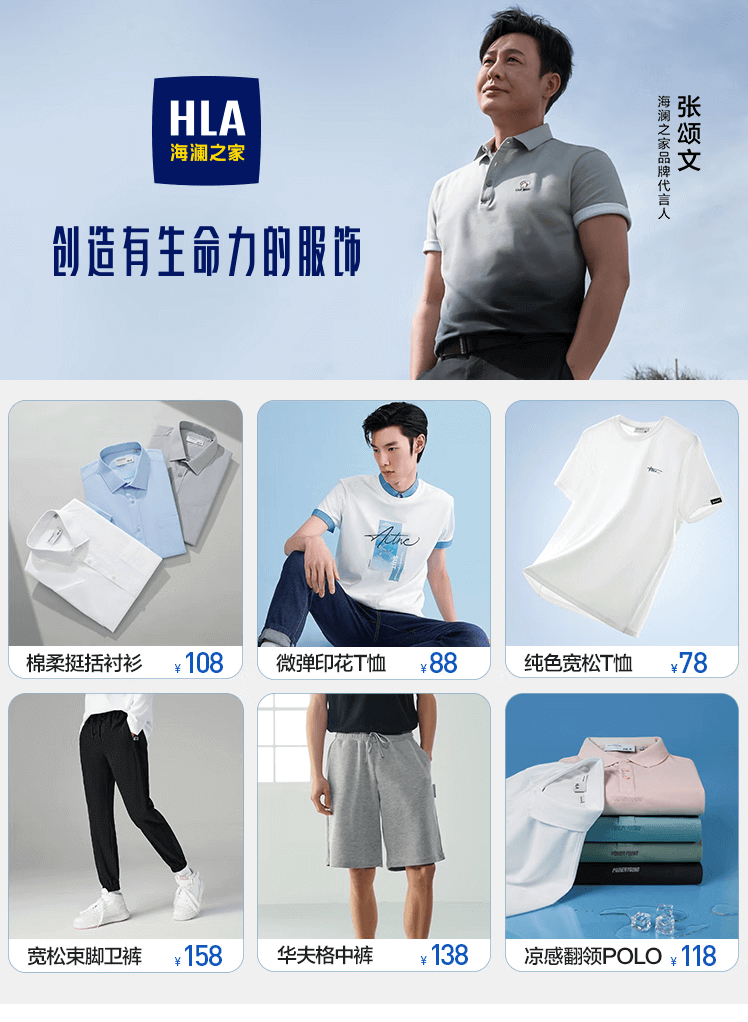 HLA
海澜之家
创造有生命力的服饰
张颂文
海澜之家品牌代言人
Actne
棉柔挺括衬衫 ¥108
微弹印花T恤 ¥88
纯色宽松T恤 ¥78
宽松束脚卫裤 ¥158
华夫格中裤 ¥138
凉感翻领POLO ¥118